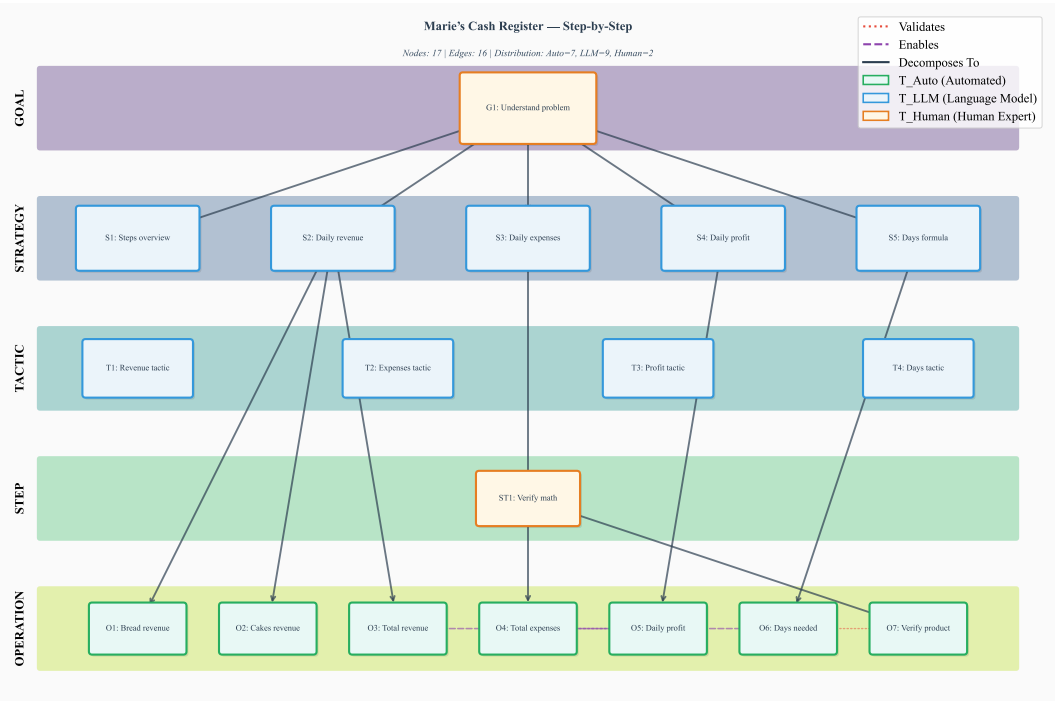 Marie’s Cash Register — Step-by-Step
Nodes: 17 | Edges: 16 | Distribution: Auto=7, LLM=9, Human=2
Validates
Enables
Decomposes To
T_Auto (Automated)
T_LLM (Language Model)
T_Human (Human Expert)
GOAL
G1: Understand problem
STRATEGY
S1: Steps overview
S2: Daily revenue
S3: Daily expenses
S4: Daily profit
S5: Days formula
TACTIC
T1: Revenue tactic
T2: Expenses tactic
T3: Profit tactic
T4: Days tactic
STEP
ST1: Verify math
OPERATION
O1: Bread revenue
O2: Cakes revenue
O3: Total revenue
O4: Total expenses
O5: Daily profit
O6: Days needed
O7: Verify product